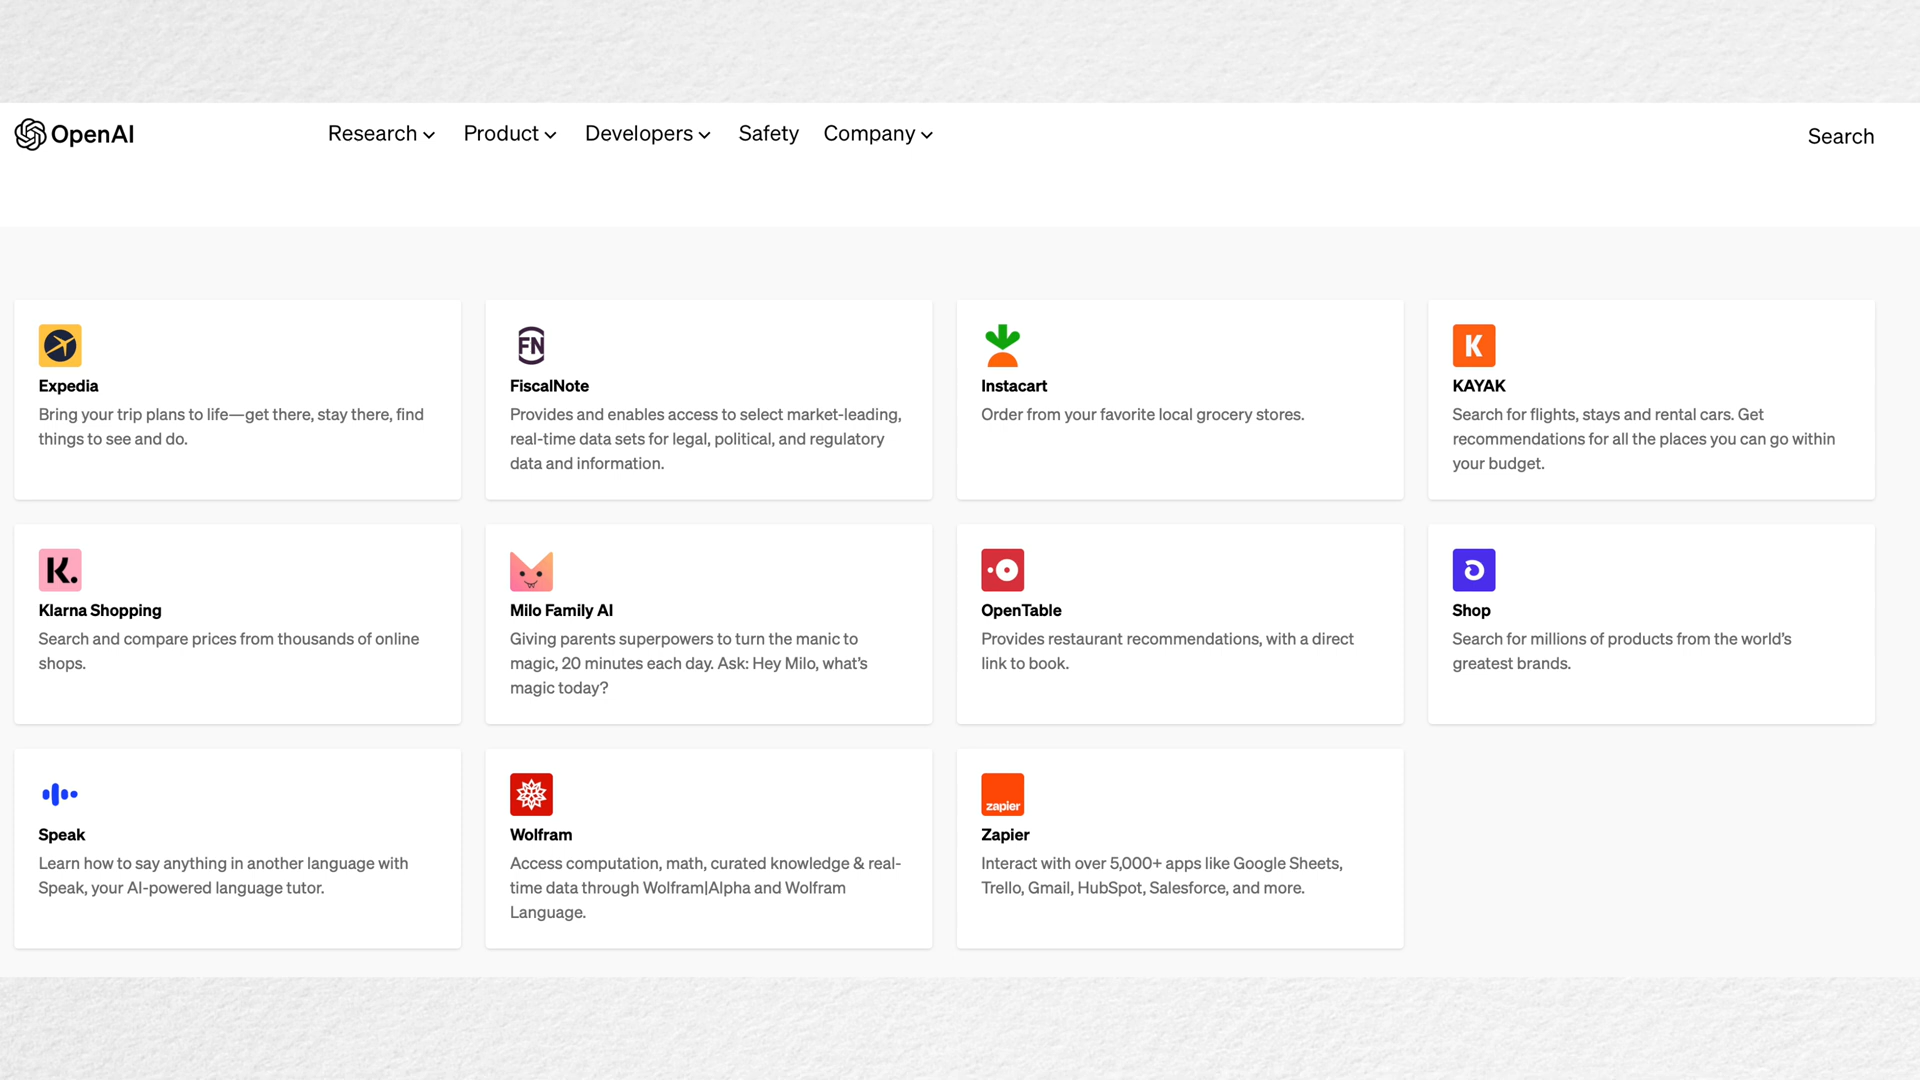 OpenAI
Research
Product
Developers
Safety
Company
Search
Expedia
Bring your trip plans to life—get there, stay there, find
things to see and do.
FN
FiscalNote
Provides and enables access to select market-leading,
real-time data sets for legal, political, and regulatory
data and information.
Instacart
Order from your favorite local grocery stores.
K
KAYAK
Search for flights, stays and rental cars. Get
recommendations for all the places you can go within
your budget.
K.
Klarna Shopping
Search and compare prices from thousands of online
shops.
Milo Family AI
Giving parents superpowers to turn the manic to
magic, 20 minutes each day. Ask: Hey Milo, what’s
magic today?
OpenTable
Provides restaurant recommendations, with a direct
link to book.
Shop
Search for millions of products from the world’s
greatest brands.
Speak
Learn how to say anything in another language with
Speak, your AI-powered language tutor.
Wolfram
Access computation, math, curated knowledge & real-
time data through Wolfram|Alpha and Wolfram
Language.
zapier
Zapier
Interact with over 5,000+ apps like Google Sheets,
Trello, Gmail, HubSpot, Salesforce, and more.